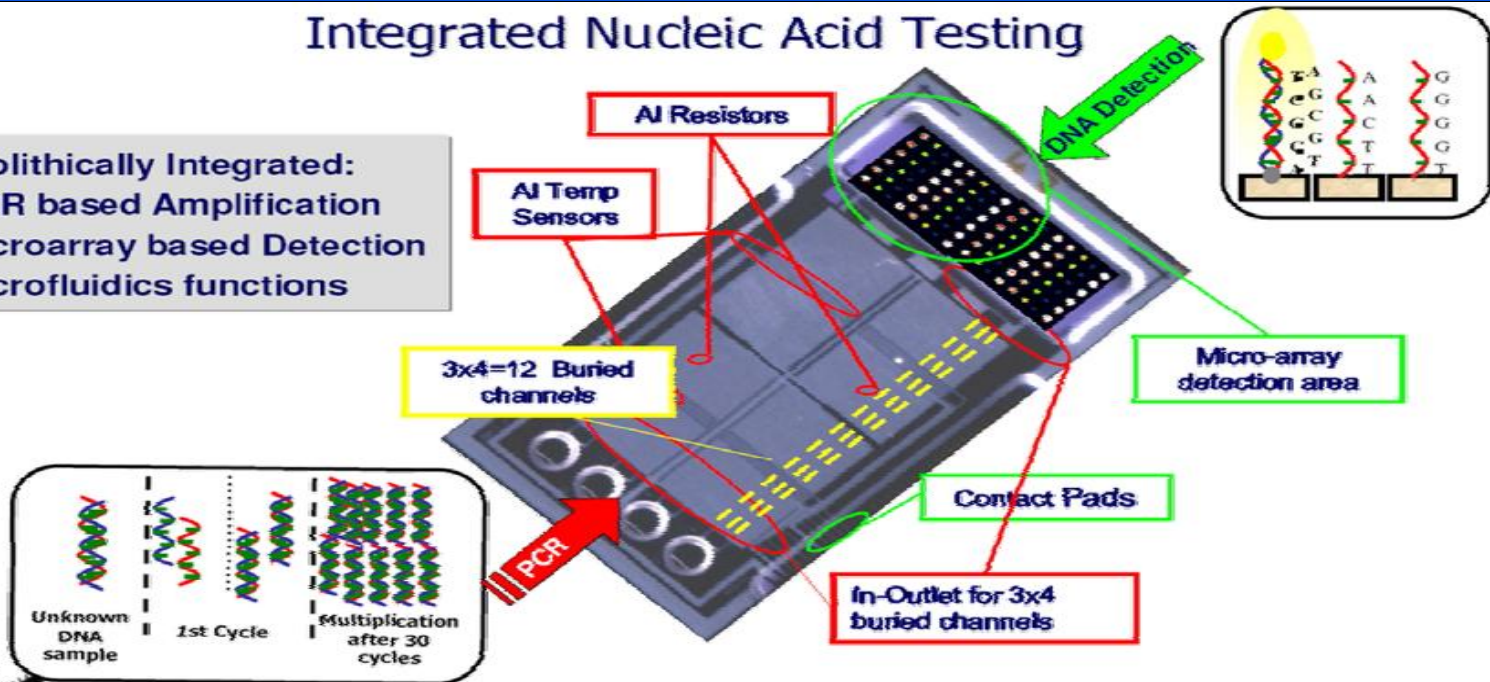 Integrated Nucleic Acid Testing
olithically Integrated:
R based Amplification
croarray based Detection
crofluidics functions
Al Resistors
Al Temp
Sensors
3x4=12 Buried
channels
DNA Detection
T A
C G
G C
G G
A T
A
A
C
T
T
G
G
G
G
T
Micro-array
detection area
Contact Pads
In-Outlet for 3x4
buried channels
PCR
Unknown
DNA
sample
1st Cycle
Multiplication
after 30
cycles